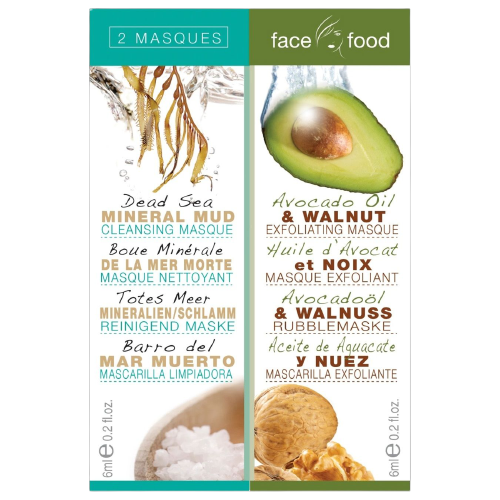 2 MASQUES
Dead Sea
MINERAL MUD
CLEANSING MASQUE
Boue Minérale
DE LA MER MORTE
MASQUE NETTOYANT
Totes Meer
MINERALIEN/SCHLAMM
REINIGEND MASKE
Barro del
MAR MUERTO
MASCARILLA LIMPIADORA
6ml e 0.2 fl.oz.
face food
Avocado Oil
& WALNUT
EXFOLIATING MASQUE
Huile d'Avocat
et NOIX
MASQUE EXFOLIANT
Avocadoöl
& WALNUSS
RUBBLEMASKE
Aceite de Aguacate
y NUEZ
MASCARILLA EXFOLIANTE
6ml e 0.2 fl.oz.